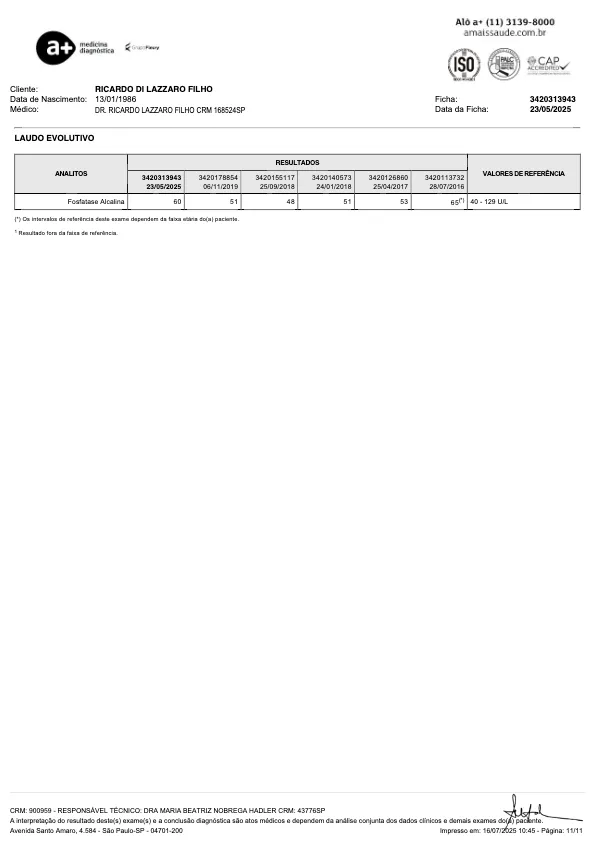 Alô a+ (11) 3139-8000
amaissaude.com.br
a+ medicina diagnóstica GrupoFleury
ISO PALC CAP ACCREDITED
Cliente: RICARDO DI LAZZARO FILHO
Data de Nascimento: 13/01/1986 Ficha: 3420313943
Médico: DR. RICARDO LAZZARO FILHO CRM 168524SP Data da Ficha: 23/05/2025
LAUDO EVOLUTIVO
ANALITOS RESULTADOS VALORES DE REFERÊNCIA
3420313943 3420178854 3420155117 3420140573 3420126860 3420113732
23/05/2025 06/11/2019 25/09/2018 24/01/2018 25/04/2017 28/07/2016
Fosfatase Alcalina 60 51 48 51 53 65(*) 40 - 129 U/L
(*) Os intervalos de referência deste exame dependem da faixa etária do(a) paciente.
¹ Resultado fora da faixa de referência.
CRM: 900959 - RESPONSÁVEL TÉCNICO: DRA MARIA BEATRIZ NOBREGA HADLER CRM: 43776SP
A interpretação do resultado deste(s) exame(s) e a conclusão diagnóstica são atos médicos e dependem da análise conjunta dos dados clínicos e demais exames do(a) paciente.
Avenida Santo Amaro, 4.584 - São Paulo-SP - 04701-200 Impresso em: 16/07/2025 10:45 - Página: 11/11